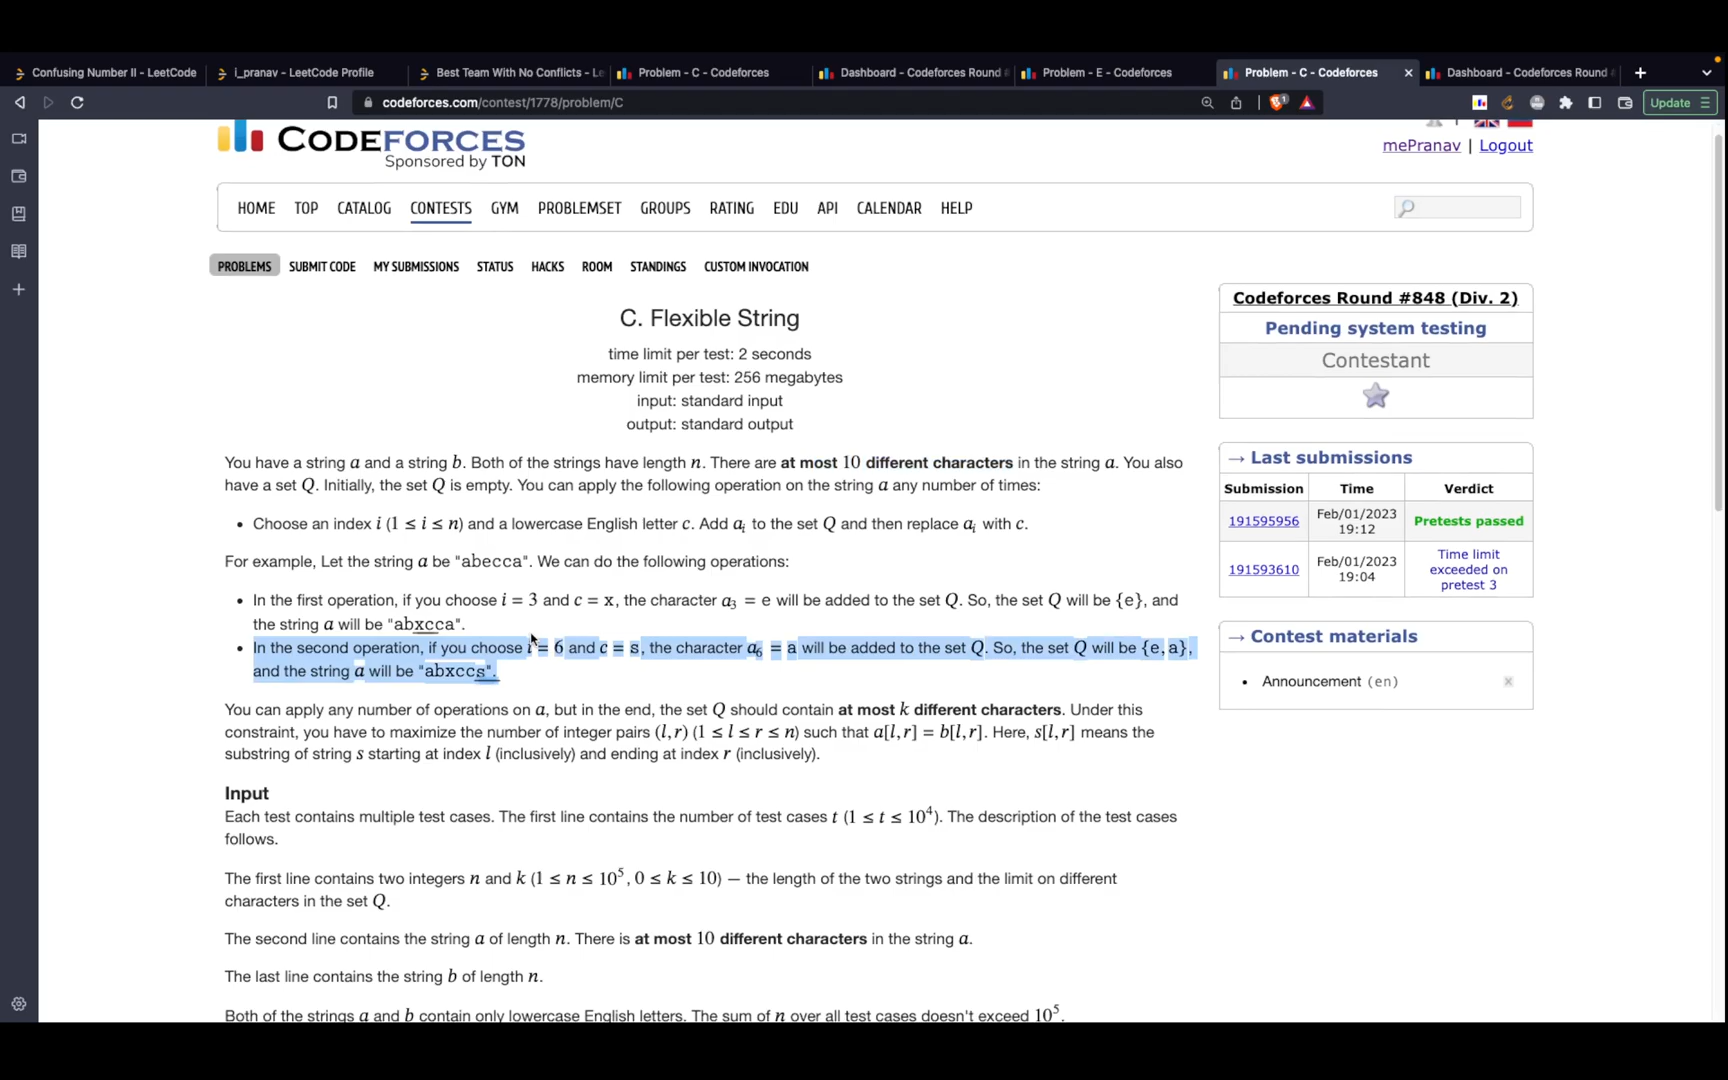 Confusing Number II - LeetCode
i_pranav – LeetCode Profile
Best Team With No Conflicts - Le
Problem - C - Codeforces
Dashboard - Codeforces Round #
Problem - E - Codeforces
Problem - C - Codeforces
Dashboard - Codeforces Round #
codeforces.com/contest/1778/problem/C
1
Update
CODEFORCES
Sponsored by TON
mePranav | Logout
HOME TOP CATALOG CONTESTS GYM PROBLEMSET GROUPS RATING EDU API CALENDAR HELP
PROBLEMS SUBMIT CODE MY SUBMISSIONS STATUS HACKS ROOM STANDINGS CUSTOM INVOCATION
C. Flexible String
time limit per test: 2 seconds
memory limit per test: 256 megabytes
input: standard input
output: standard output
You have a string a and a string b. Both of the strings have length n. There are at most 10 different characters in the string a. You also
have a set Q. Initially, the set Q is empty. You can apply the following operation on the string a any number of times:
• Choose an index i (1 ≤ i ≤ n) and a lowercase English letter c. Add aᵢ to the set Q and then replace aᵢ with c.
For example, Let the string a be "abecca". We can do the following operations:
• In the first operation, if you choose i = 3 and c = x, the character a₃ = e will be added to the set Q. So, the set Q will be {e}, and
the string a will be "abxcca".
• In the second operation, if you choose i = 6 and c = s, the character a₆ = a will be added to the set Q. So, the set Q will be {e, a},
and the string a will be "abxccs".
You can apply any number of operations on a, but in the end, the set Q should contain at most k different characters. Under this
constraint, you have to maximize the number of integer pairs (l, r) (1 ≤ l ≤ r ≤ n) such that a[l, r] = b[l, r]. Here, s[l, r] means the
substring of string s starting at index l (inclusively) and ending at index r (inclusively).
Input
Each test contains multiple test cases. The first line contains the number of test cases t (1 ≤ t ≤ 10⁴). The description of the test cases
follows.
The first line contains two integers n and k (1 ≤ n ≤ 10⁵, 0 ≤ k ≤ 10) — the length of the two strings and the limit on different
characters in the set Q.
The second line contains the string a of length n. There is at most 10 different characters in the string a.
The last line contains the string b of length n.
Both of the strings a and b contain only lowercase English letters. The sum of n over all test cases doesn't exceed 10⁵.
Codeforces Round #848 (Div. 2)
Pending system testing
Contestant
→ Last submissions
Submission Time Verdict
191595956 Feb/01/2023 19:12 Pretests passed
191593610 Feb/01/2023 19:04 Time limit exceeded on pretest 3
→ Contest materials
• Announcement (en)